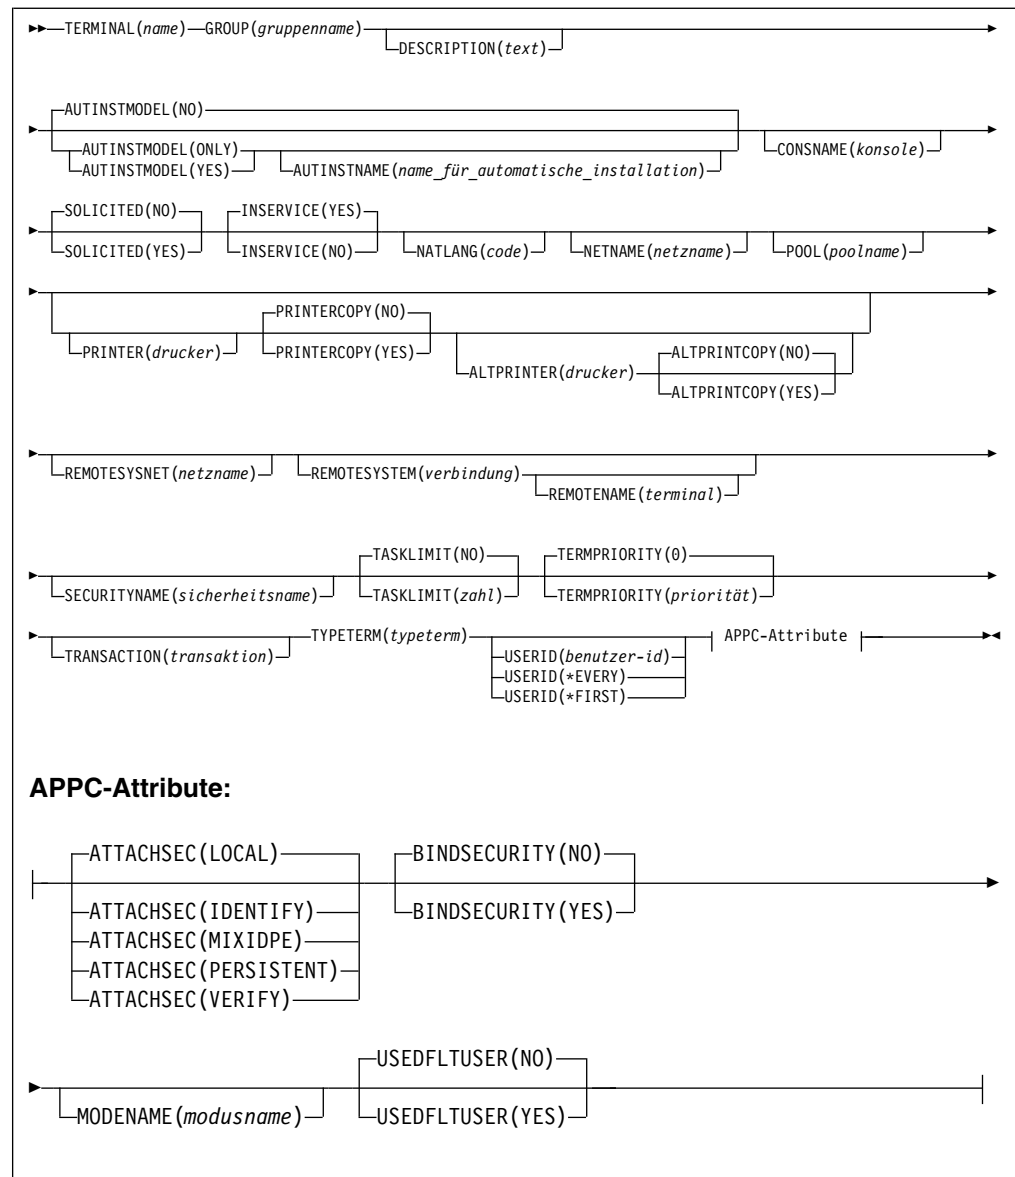 TERMINAL(name) GROUP(gruppenname)
DESCRIPTION(text)
AUTINSTMODEL(NO)
AUTINSTMODEL(ONLY) CONSNAME(konsole)
AUTINSTMODEL(YES) AUTINSTNAME(name_für_automatische_installation)
SOLICITED(NO) INSERVICE(YES)
SOLICITED(YES) INSERVICE(NO) NATLANG(code) NETNAME(netzname) POOL(poolname)
PRINTERCOPY(NO)
PRINTER(drucker) PRINTERCOPY(YES) ALTPRINTCOPY(NO)
ALTPRINTER(drucker)
ALTPRINTCOPY(YES)
REMOTESYSNET(netzname) REMOTESYSTEM(verbindung)
REMOTENAME(terminal)
TASKLIMIT(NO) TERMPRIORITY(0)
SECURITYNAME(sicherheitsname) TASKLIMIT(zahl) TERMPRIORITY(priorität)
TYPETERM(typeterm) APPC-Attribute
TRANSACTION(transaktion) USERID(benutzer-id)
USERID(*EVERY)
USERID(*FIRST)
APPC-Attribute:
ATTACHSEC(LOCAL) BINDSECURITY(NO)
ATTACHSEC(IDENTIFY) BINDSECURITY(YES)
ATTACHSEC(MIXIDPE)
ATTACHSEC(PERSISTENT)
ATTACHSEC(VERIFY)
USEDFLTUSER(NO)
MODENAME(modusname) USEDFLTUSER(YES)